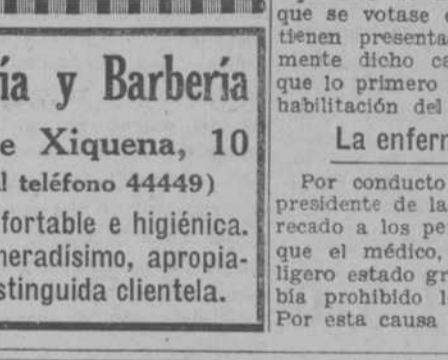 ía y Barbería
e Xiquena, 10
l teléfono 44449)
fortable e higiénica.
meradísimo, apropia-
stinguida clientela.
que se votase
tienen presenta
mente dicho ca
que lo primero
habilitación del
La enferm
Por conducto
presidente de la
recado a los pe
que el médico,
ligero estado gr
bía prohibido l
Por esta causa